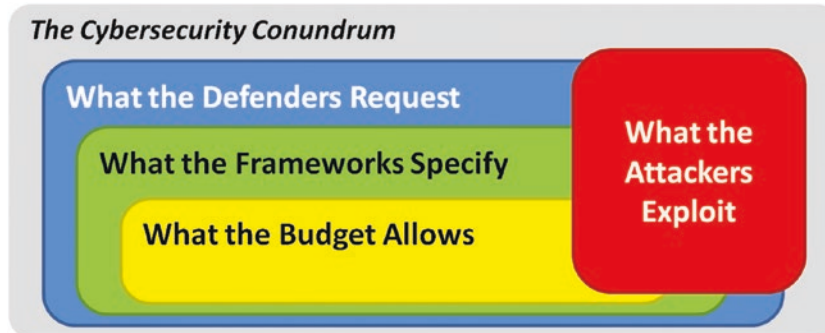 The Cybersecurity Conundrum
What the Defenders Request
What the Frameworks Specify
What the Budget Allows
What the
Attackers
Exploit